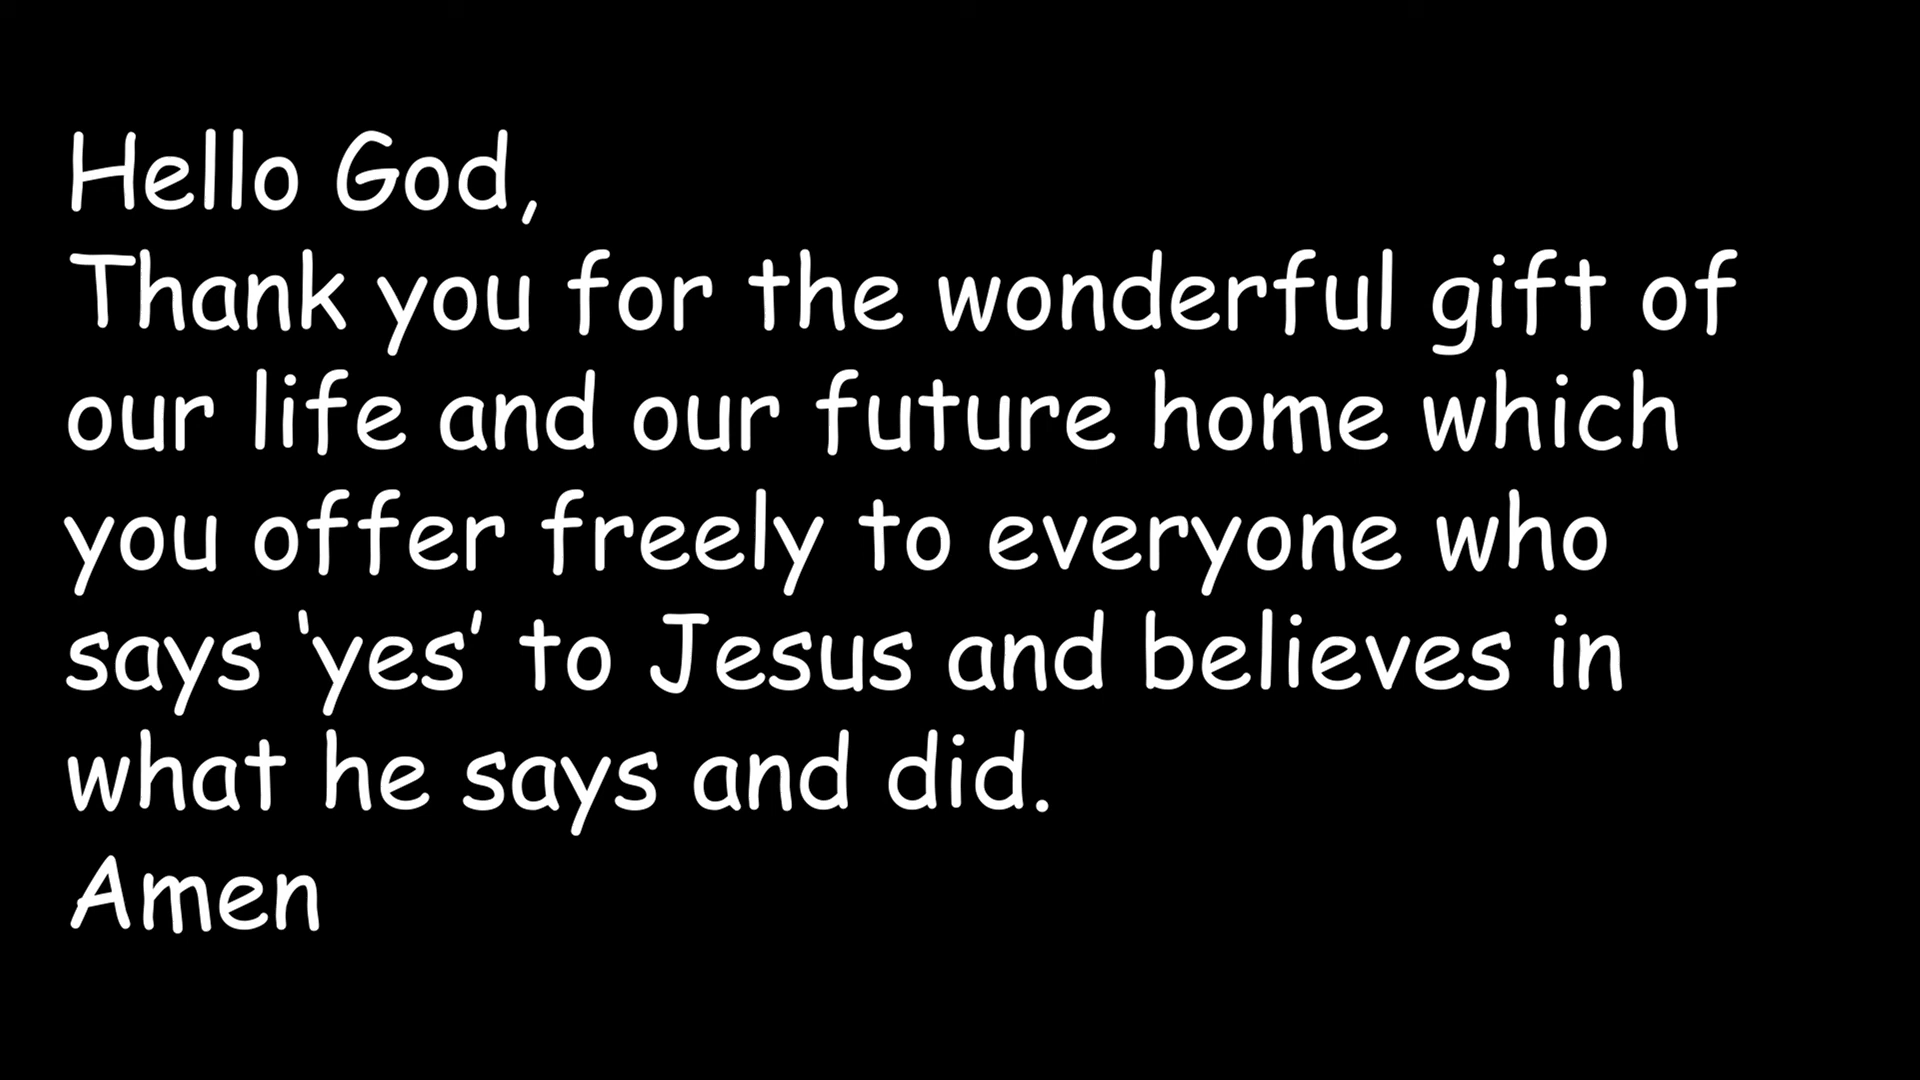 Hello God,
Thank you for the wonderful gift of
our life and our future home which
you offer freely to everyone who
says 'yes' to Jesus and believes in
what he says and did.
Amen